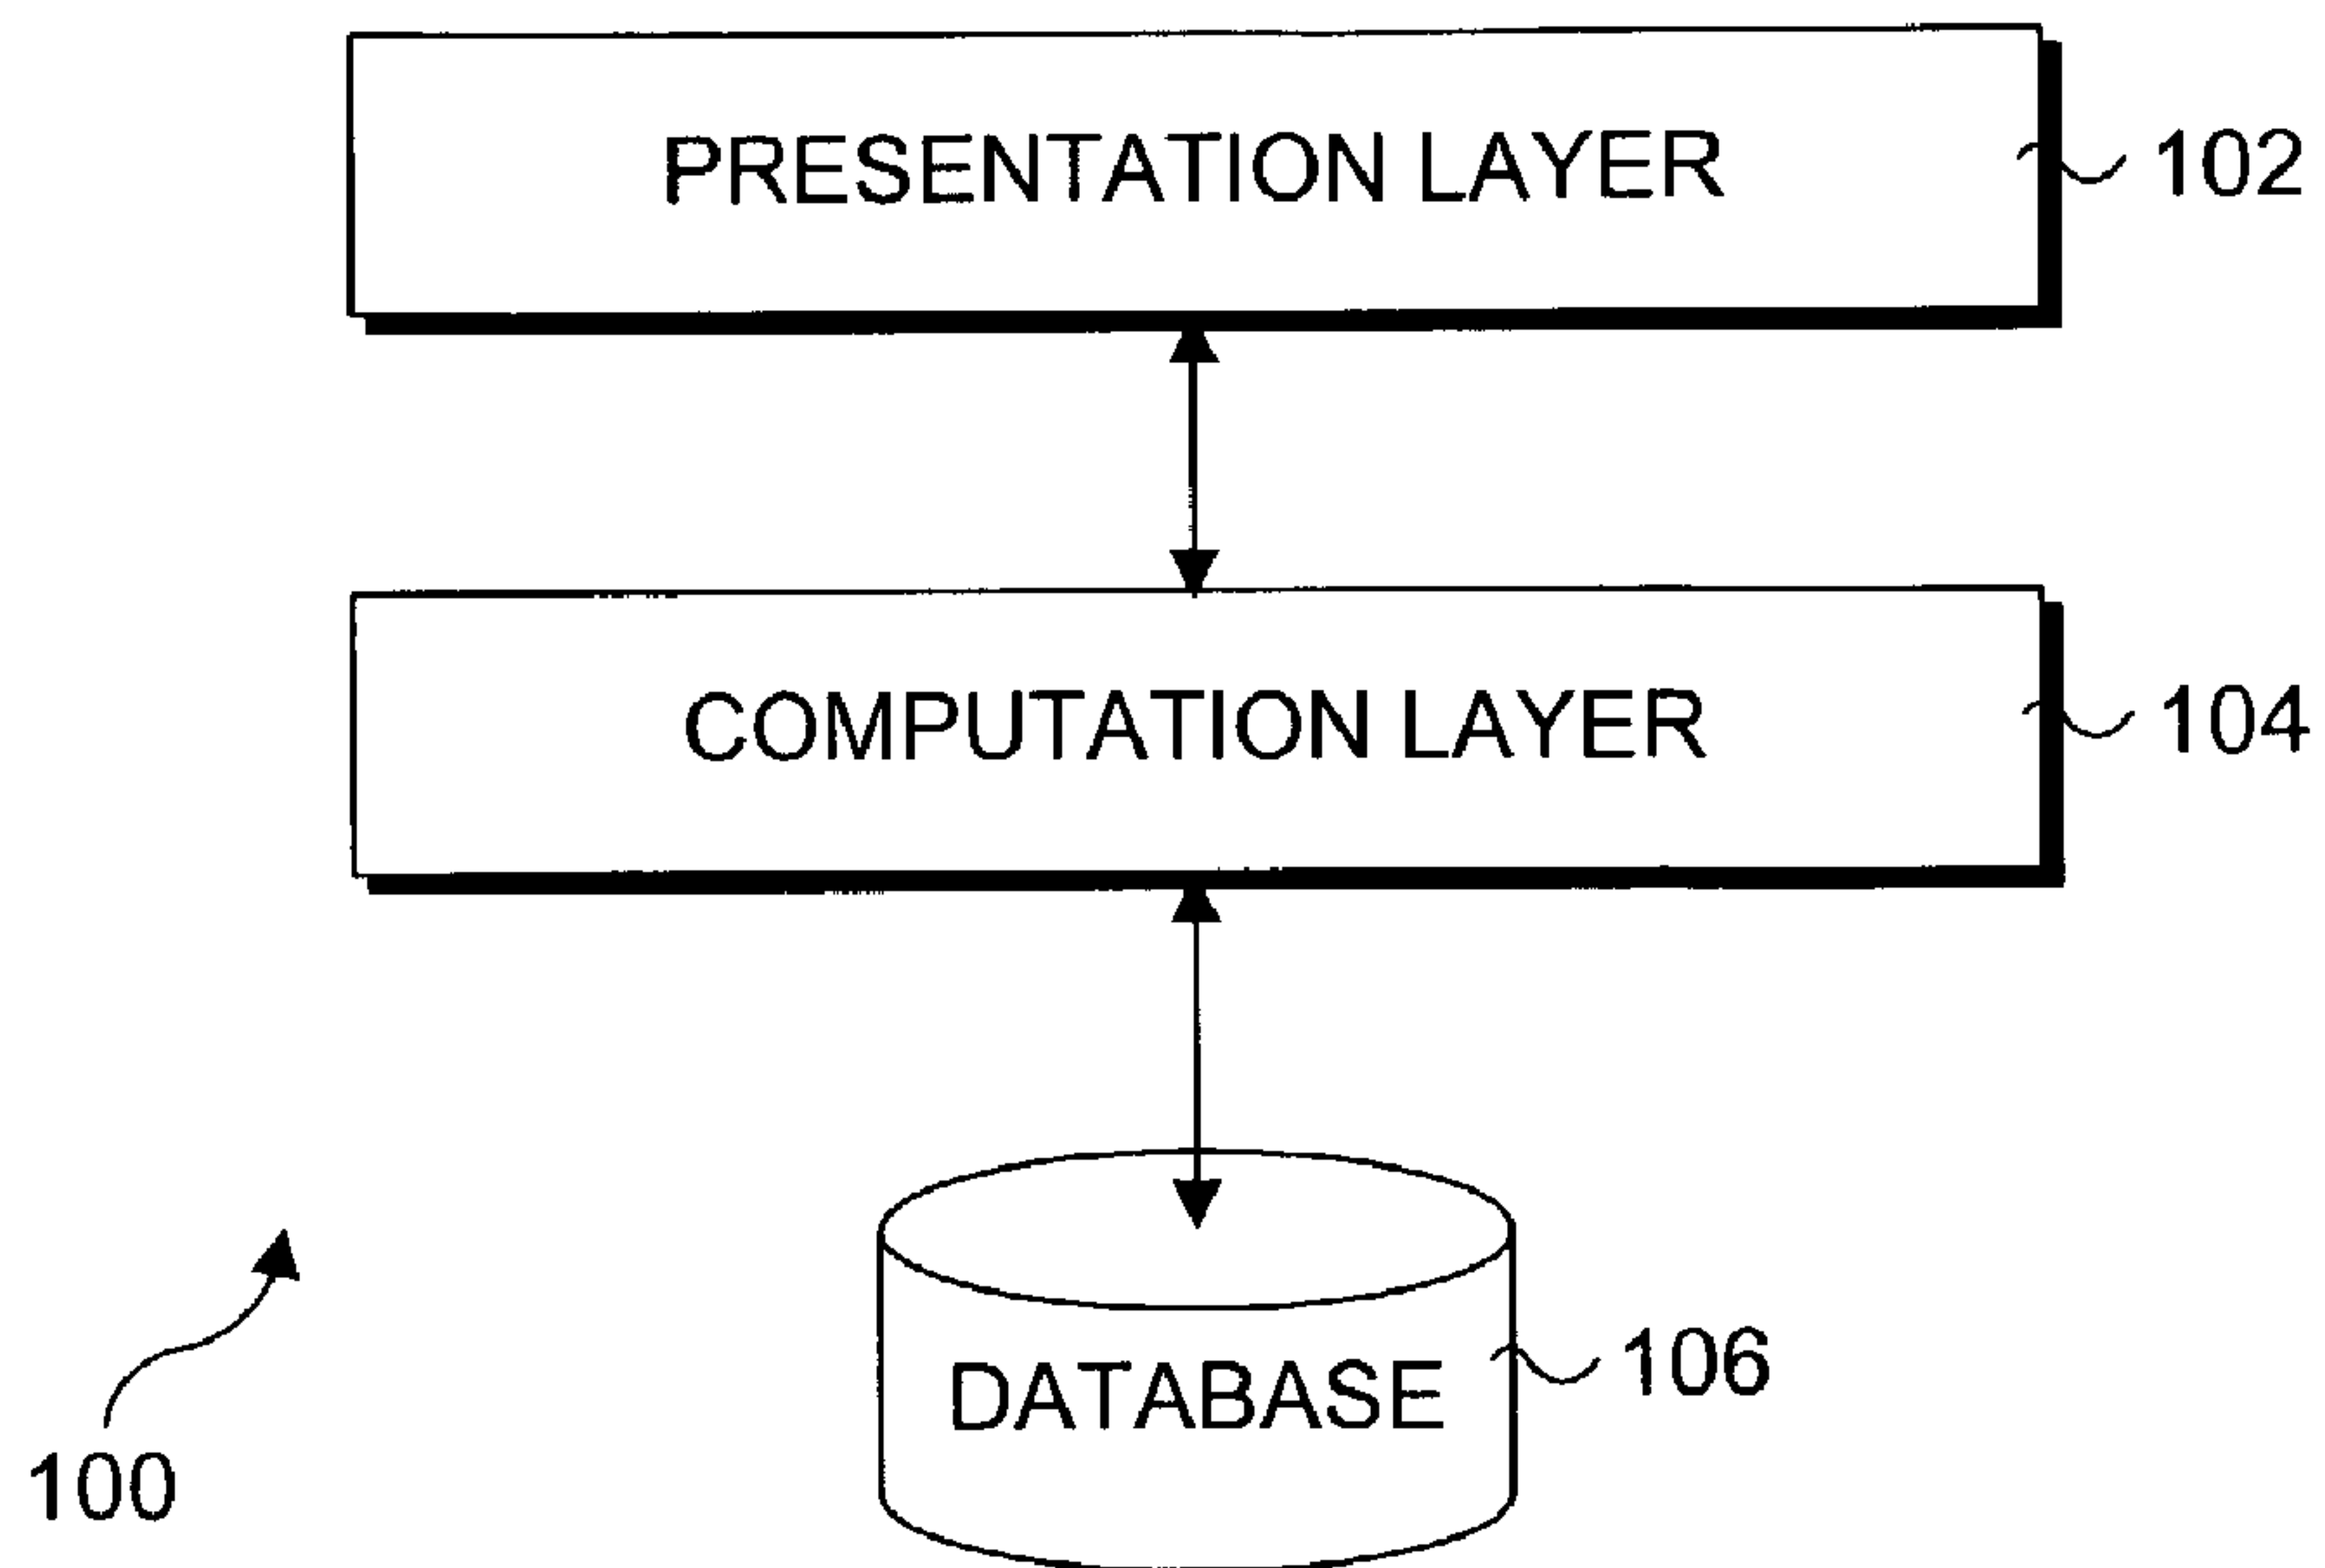 PRESENTATION LAYER 102
COMPUTATION LAYER 104
DATABASE 106
100